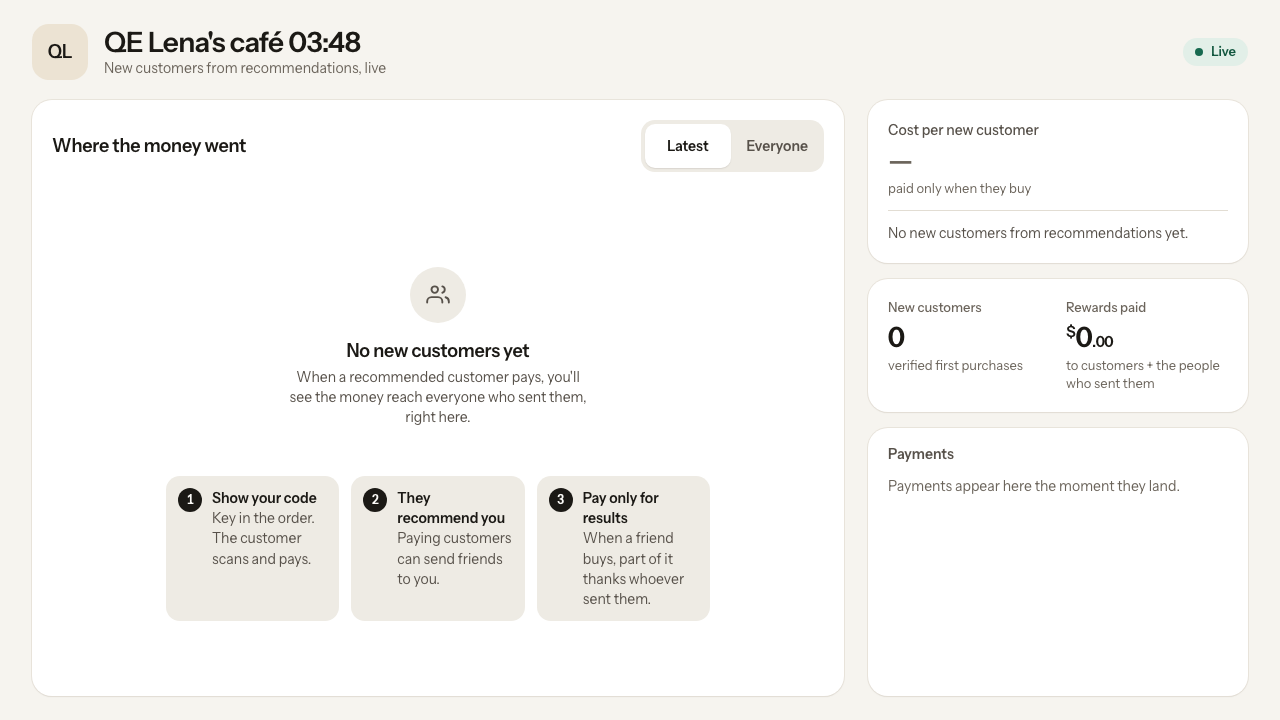 QL
QE Lena's café 03:48
New customers from recommendations, live
Live
Where the money went
Latest
Everyone
No new customers yet
When a recommended customer pays, you'll
see the money reach everyone who sent them,
right here.
1
Show your code
Key in the order.
The customer
scans and pays.
2
They
recommend you
Paying customers
can send friends
to you.
3
Pay only for
results
When a friend
buys, part of it
thanks whoever
sent them.
Cost per new customer
—
paid only when they buy
No new customers from recommendations yet.
New customers
0
verified first purchases
Rewards paid
$0.00
to customers + the people
who sent them
Payments
Payments appear here the moment they land.